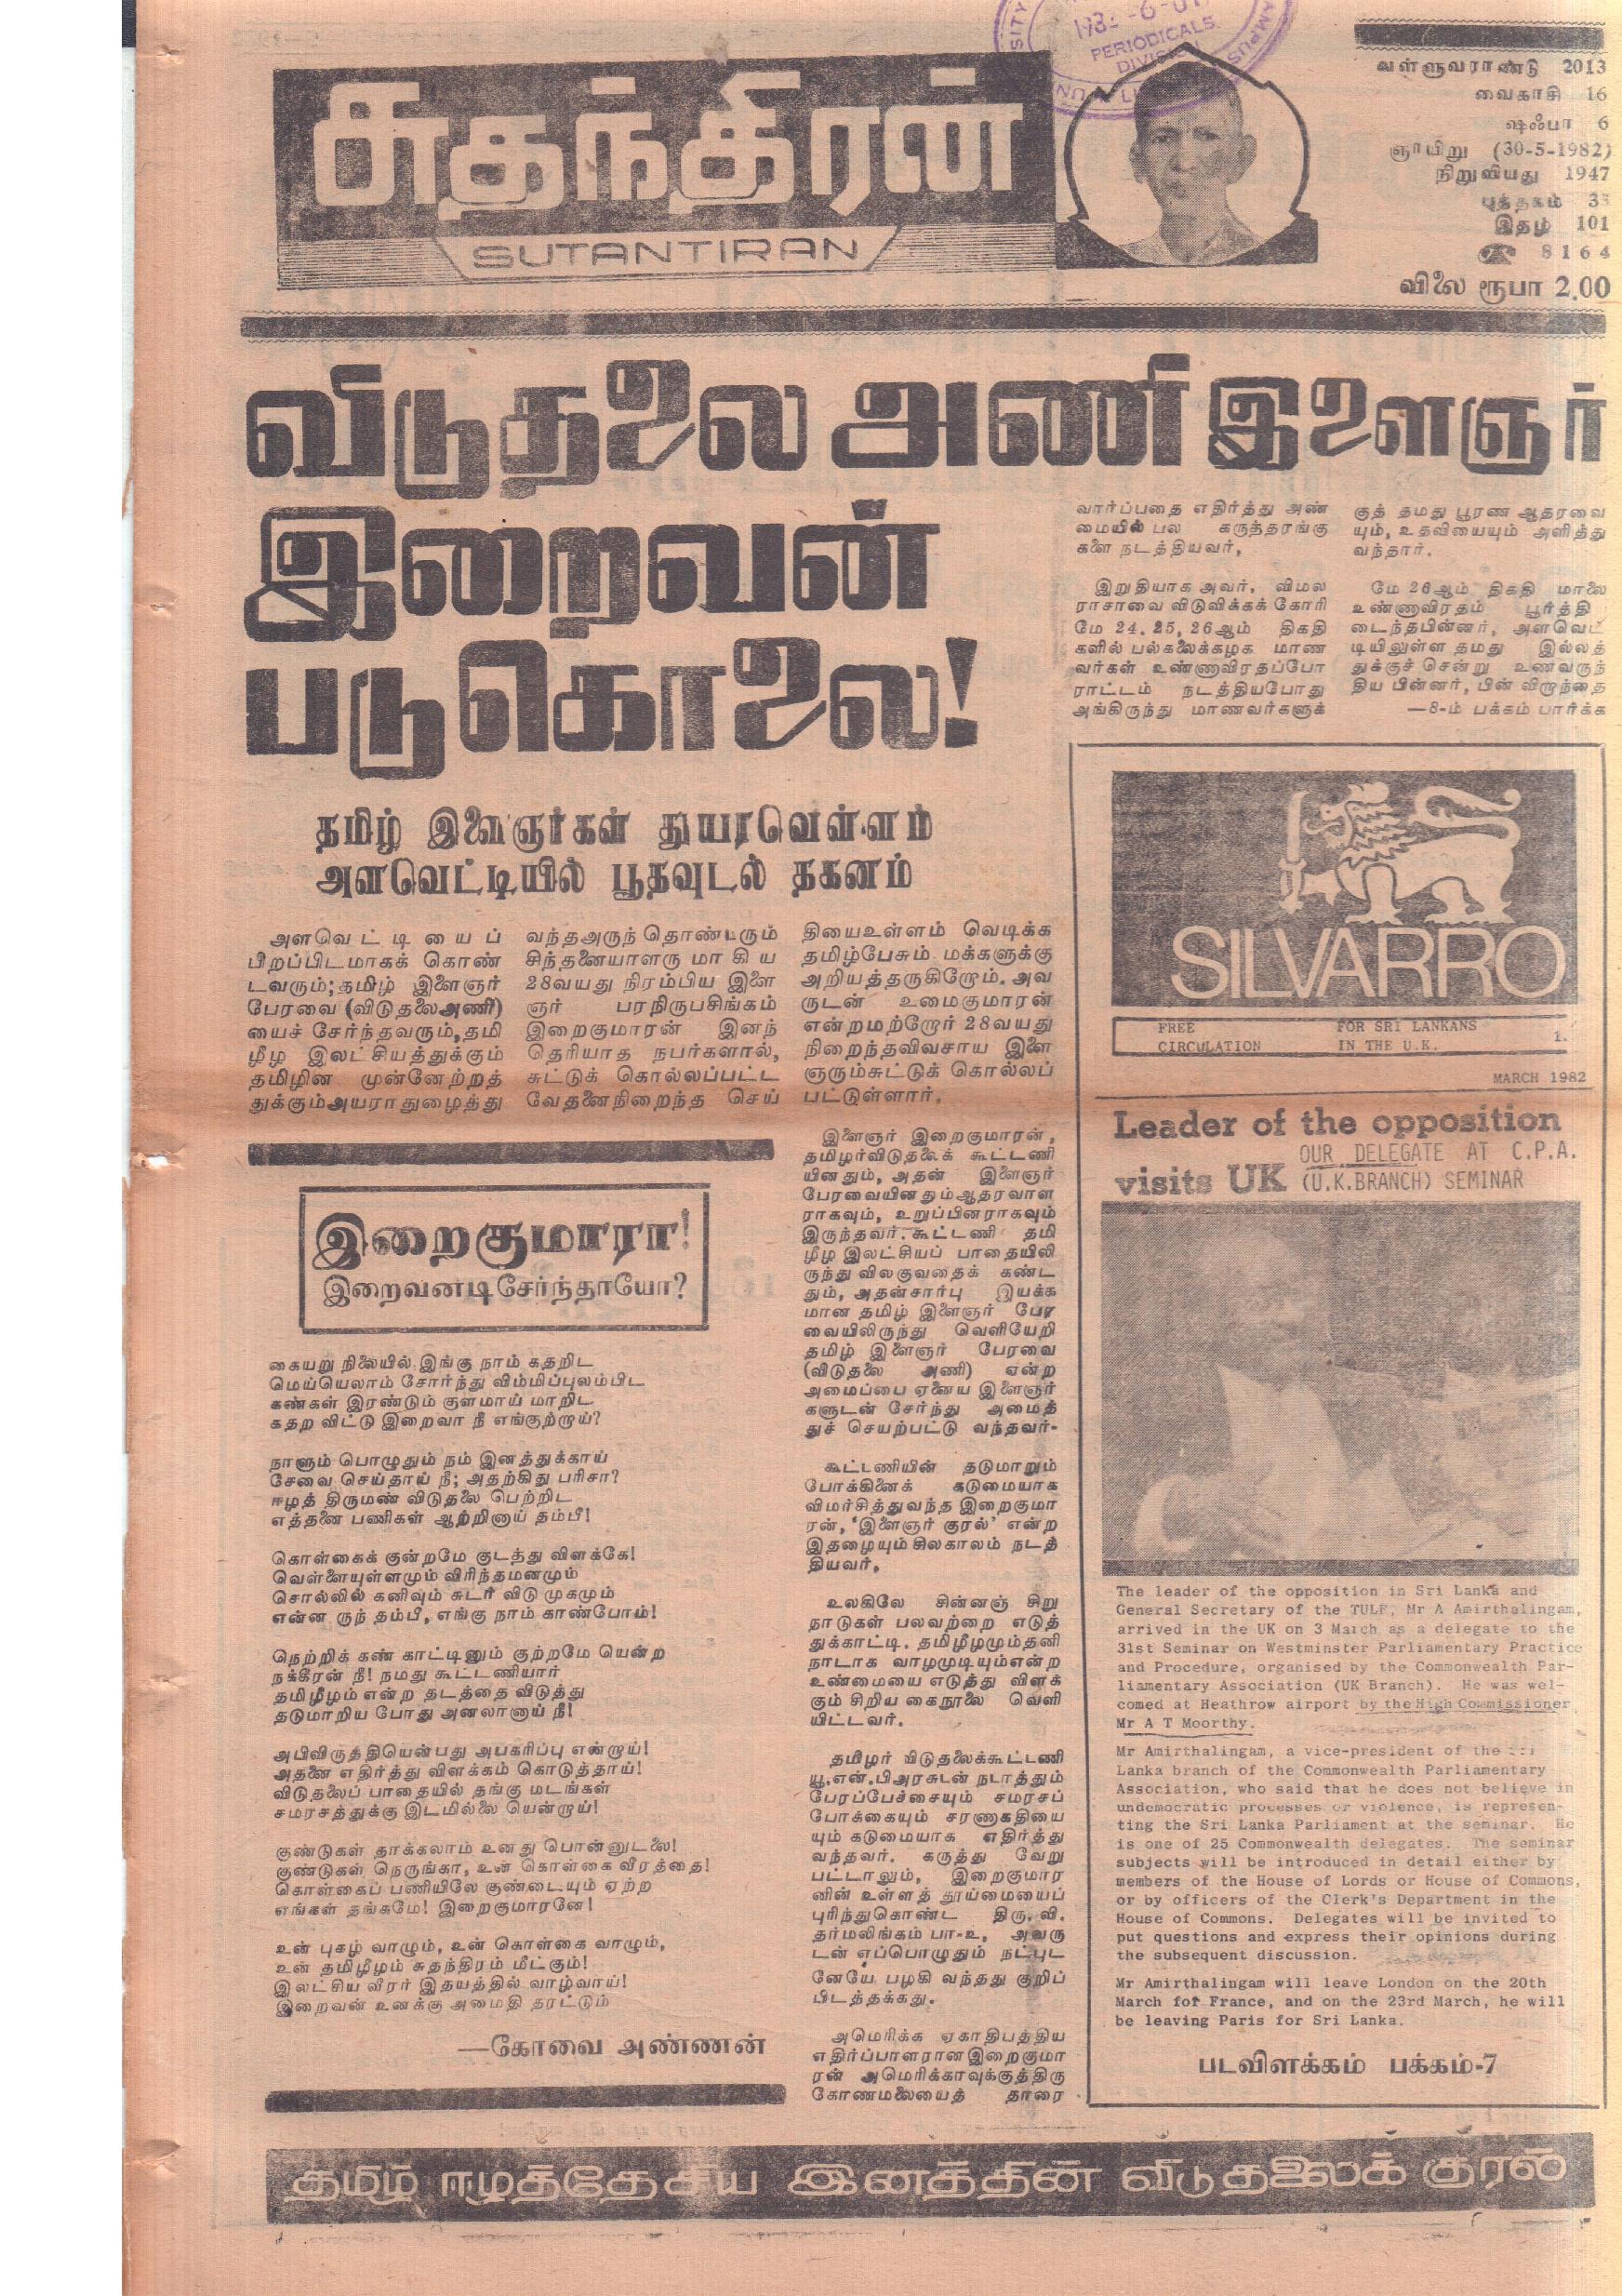 சுதந்திரன்
SUTANTIRAN
1982-6-01
PERIODICALS
DIVISION
வள்ளுவராண்டு 2013
வைகாசி 16
ஷஃபா 6
ஞாயிறு (30-5-1982)
நிறுவியது 1947
புத்தகம்
இதழ் 101
☎ 8164
விலை ரூபா 2.00
விடுதலை அணி இளைஞர்
இறைவன்
படுகொலை!
தமிழ் இளைஞர்கள் துயரவெள்ளம்
அளவெட்டியில் பூதவுடல் தகனம்
அளவெட்டியைப்
பிறப்பிடமாகக் கொண்
டவரும்; தமிழ் இளைஞர்
பேரவை (விடுதலை அணி)
யைச் சேர்ந்தவரும், தமி
ழீழ இலட்சியத்துக்கும்
தமிழின முன்னேற்றத்
துக்கும் அயராதுழைத்து
வந்த அருந் தொண்டரும்
சிந்தனையாளருமாகிய
28வயது நிரம்பிய இளை
ஞர் பரநிருபசிங்கம்
இறைகுமாரன் இனந்
தெரியாத நபர்களால்,
சுட்டுக் கொல்லப்பட்ட
வேதனைநிறைந்த செய்
தியை உள்ளம் வெடிக்க
தமிழ்பேசும் மக்களுக்கு
அறியத்தருகிறோம். அவ
ருடன் உமைகுமாரன்
என்றமற்றோர் 28வயது
நிறைந்தவிவசாய இளை
ஞரும்சுட்டுக் கொல்லப்
பட்டுள்ளார்.
இளைஞர் இறைகுமாரன்,
தமிழர்விடுதலைக் கூட்டணி
யினதும், அதன் இளைஞர்
பேரவையினதும் ஆதரவாள
ராகவும், உறுப்பினராகவும்
இருந்தவர். கூட்டணி தமி
ழீழ இலட்சியப் பாதையிலி
ருந்து விலகுவதைக் கண்ட
தும், அதன்சார்பு இயக்க
மான தமிழ் இளைஞர் பேர
வையிலிருந்து வெளியேறி
தமிழ் இளைஞர் பேரவை
(விடுதலை அணி) என்ற
அமைப்பை ஏனைய இளைஞர்
களுடன் சேர்ந்து அமைத்
துச் செயற்பட்டு வந்தவர்.
கூட்டணியின் தடுமாறும்
போக்கினைக் கடுமையாக
விமர்சித்துவந்த இறைகுமா
ரன், 'இளைஞர் குரல்' என்ற
இதழையும் சிலகாலம் நடத்
தியவர்.
உலகிலே சின்னஞ் சிறு
நாடுகள் பலவற்றை எடுத்
துக்காட்டி, தமிழீழமும்தனி
நாடாக வாழமுடியும்என்ற
உண்மையை எடுத்து விளக்
கும் சிறிய கைநூலை வெளி
யிட்டவர்.
தமிழர் விடுதலைக்கூட்டணி
யூ.என்.பிஅரசுடன் நடாத்தும்
பேரப்பேச்சையும் சமரசப்
போக்கையும் சரணாகதியை
யும் கடுமையாக எதிர்த்து
வந்தவர். கருத்து வேறு
பட்டாலும், இறைகுமார
னின் உள்ளத் தூய்மையைப்
புரிந்துகொண்ட திரு. வி.
தர்மலிங்கம் பா-உ, அவரு
டன் எப்பொழுதும் நட்புட
னேயே பழகி வந்தது குறிப்
பிடத்தக்கது.
அமெரிக்க ஏகாதிபத்திய
எதிர்ப்பாளரான இறைகுமா
ரன் அமெரிக்காவுக்குத்திரு
கோணமலையைத் தாரை
வார்ப்பதை எதிர்த்து அண்
மையில் பல கருத்தரங்கு
களை நடத்தியவர்,
இறுதியாக அவர், விமல
ராசாவை விடுவிக்கக் கோரி
மே 24, 25, 26ஆம் திகதி
களில் பல்கலைக்கழக மாண
வர்கள் உண்ணாவிரதப்போ
ராட்டம் நடத்தியபோது
அங்கிருந்து மாணவர்களுக்
குத் தமது பூரண ஆதரவை
யும், உதவியையும் அளித்து
வந்தார்.
மே 26ஆம் திகதி மாலை
உண்ணாவிரதம் பூர்த்தி
டைந்தபின்னர், அளவெட்
டியிலுள்ள தமது இல்லத்
துக்குச் சென்று உணவருந்
திய பின்னர், பின் விறாந்தை
—8-ம் பக்கம் பார்க்க
இறைகுமாரா!
இறைவனடி சேர்ந்தாயோ?
கையறு நிலையில் இங்கு நாம் கதறிட
மெய்யெலாம் சோர்ந்து விம்மிப்புலம்பிட
கண்கள் இரண்டும் குளமாய் மாறிட
கதற விட்டு இறைவா நீ எங்குற்றாய்?
நாளும் பொழுதும் நம் இனத்துக்காய்
சேவை செய்தாய் நீ; அதற்கிது பரிசா?
ஈழத் திருமண் விடுதலை பெற்றிட
எத்தனை பணிகள் ஆற்றினாய் தம்பீ!
கொள்கைக் குன்றமே குடத்து விளக்கே!
வெள்ளையுள்ளமும் விரிந்தமனமும்
சொல்லில் கனிவும் சுடர் விடு முகமும்
என்ன ருந் தம்பீ, எங்கு நாம் காண்போம்!
நெற்றிக் கண் காட்டினும் குற்றமே யென்ற
நக்கீரன் நீ! நமது கூட்டணியார்
தமிழீழம் என்ற தடத்தை விடுத்து
தடுமாறிய போது அனலானாய் நீ!
அபிவிருத்தியென்பது அபகரிப்பு என்றாய்!
அதனை எதிர்த்து விளக்கம் கொடுத்தாய்!
விடுதலைப் பாதையில் தங்கு மடங்கள்
சமரசத்துக்கு இடமில்லை யென்றாய்!
குண்டுகள் தாக்கலாம் உனது பொன்னுடலை!
குண்டுகள் நெருங்கா, உன் கொள்கை வீரத்தை!
கொள்கைப் பணியிலே குண்டையும் ஏற்ற
எங்கள் தங்கமே! இறைகுமாரனே!
உன் புகழ் வாழும், உன் கொள்கை வாழும்,
உன் தமிழீழம் சுதந்திரம் மீட்கும்!
இலட்சிய வீரர் இதயத்தில் வாழ்வாய்!
இறைவன் உனக்கு அமைதி தரட்டும்
—கோவை அண்ணன்
SILVARRO
FREE CIRCULATION
FOR SRI LANKANS IN THE U.K.
1.
MARCH 1982
Leader of the opposition
visits UK
OUR DELEGATE AT C.P.A.
(U.K.BRANCH) SEMINAR
The leader of the opposition in Sri Lanka and
General Secretary of the TULF, Mr A Amirthalingam,
arrived in the UK on 3 March as a delegate to the
31st Seminar on Westminster Parliamentary Practice
and Procedure, organised by the Commonwealth Par-
liamentary Association (UK Branch). He was wel-
comed at Heathrow airport by the High Commissioner
Mr A T Moorthy.
Mr Amirthalingam, a vice-president of the Sri
Lanka branch of the Commonwealth Parliamentary
Association, who said that he does not believe in
undemocratic processes or violence, is represen-
ting the Sri Lanka Parliament at the seminar. He
is one of 25 Commonwealth delegates. The seminar
subjects will be introduced in detail either by
members of the House of Lords or House of Commons,
or by officers of the Clerk's Department in the
House of Commons. Delegates will be invited to
put questions and express their opinions during
the subsequent discussion.
Mr Amirthalingam will leave London on the 20th
March for France, and on the 23rd March, he will
be leaving Paris for Sri Lanka.
படவிளக்கம் பக்கம்-7
தமிழ் ஈழத்தேசிய இனத்தின் விடுதலைக் குரல்